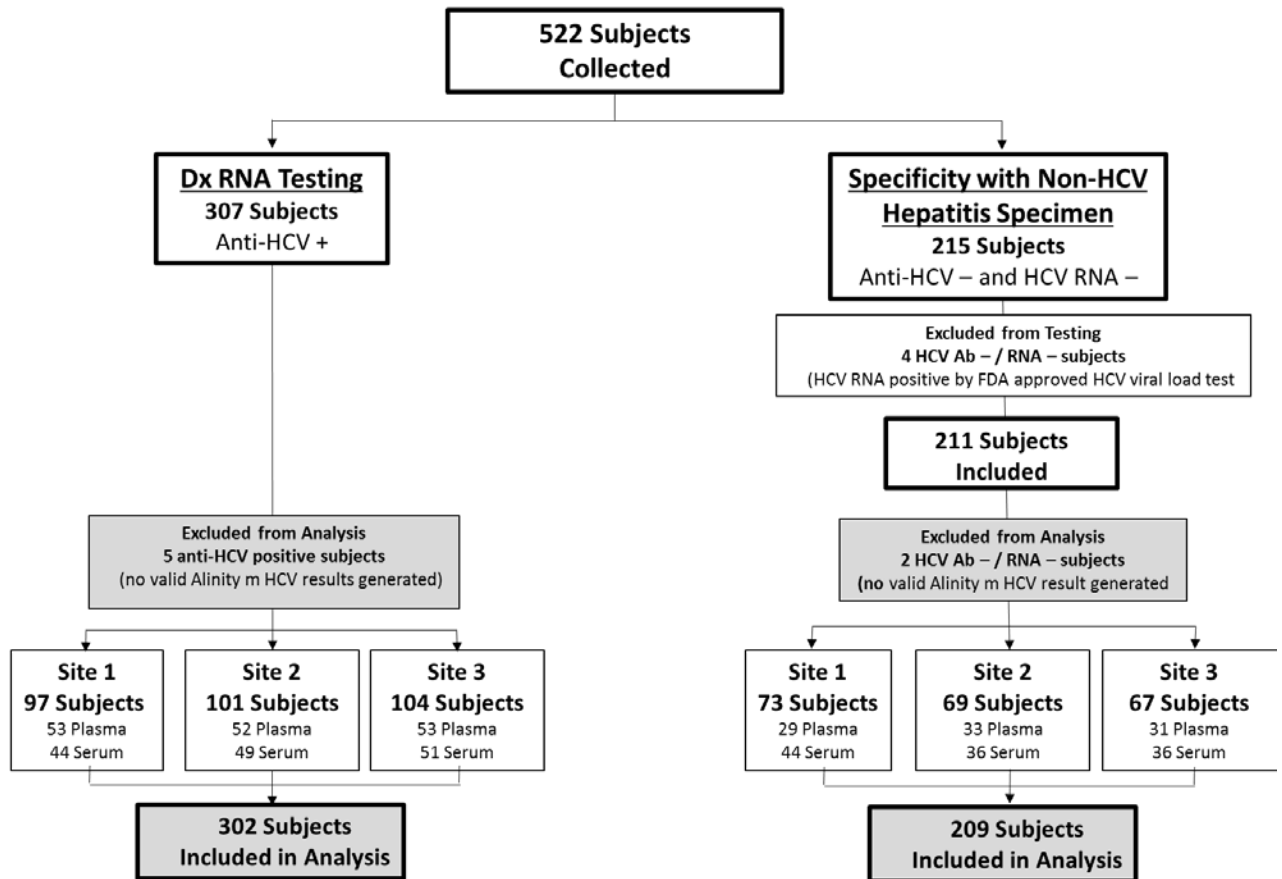 522 Subjects
Collected
Dx RNA Testing
307 Subjects
Anti-HCV +
Specificity with Non-HCV
Hepatitis Specimen
215 Subjects
Anti-HCV – and HCV RNA –
Excluded from Testing
4 HCV Ab – / RNA – subjects
(HCV RNA positive by FDA approved HCV viral load test
211 Subjects
Included
Excluded from Analysis
5 anti-HCV positive subjects
(no valid Alinity m HCV results generated)
Excluded from Analysis
2 HCV Ab – / RNA – subjects
(no valid Alinity m HCV result generated
Site 1
97 Subjects
53 Plasma
44 Serum
Site 2
101 Subjects
52 Plasma
49 Serum
Site 3
104 Subjects
53 Plasma
51 Serum
Site 1
73 Subjects
29 Plasma
44 Serum
Site 2
69 Subjects
33 Plasma
36 Serum
Site 3
67 Subjects
31 Plasma
36 Serum
302 Subjects
Included in Analysis
209 Subjects
Included in Analysis